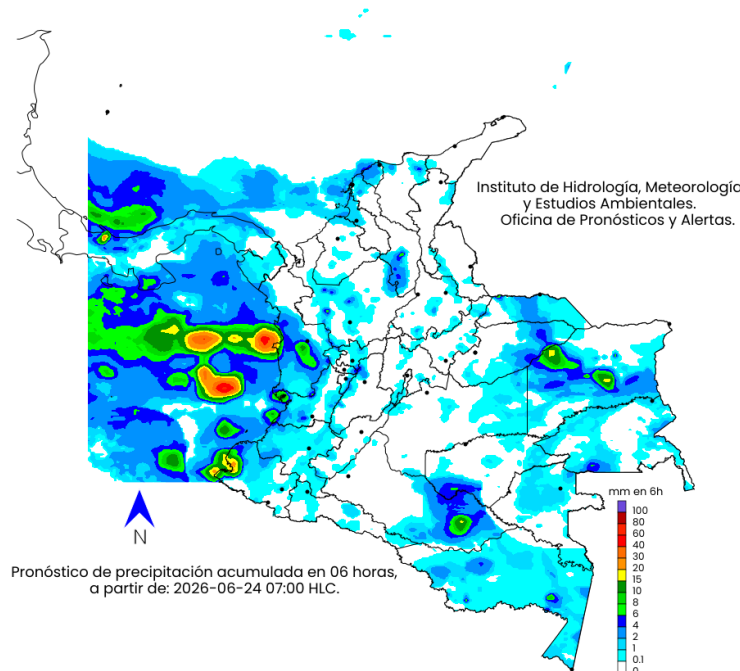 Instituto de Hidrología, Meteorología
y Estudios Ambientales.
Oficina de Pronósticos y Alertas.
N
Pronóstico de precipitación acumulada en 06 horas,
a partir de: 2026-06-24 07:00 HLC.
mm en 6h
100
80
60
40
30
20
15
10
8
6
4
2
1
0.1
0